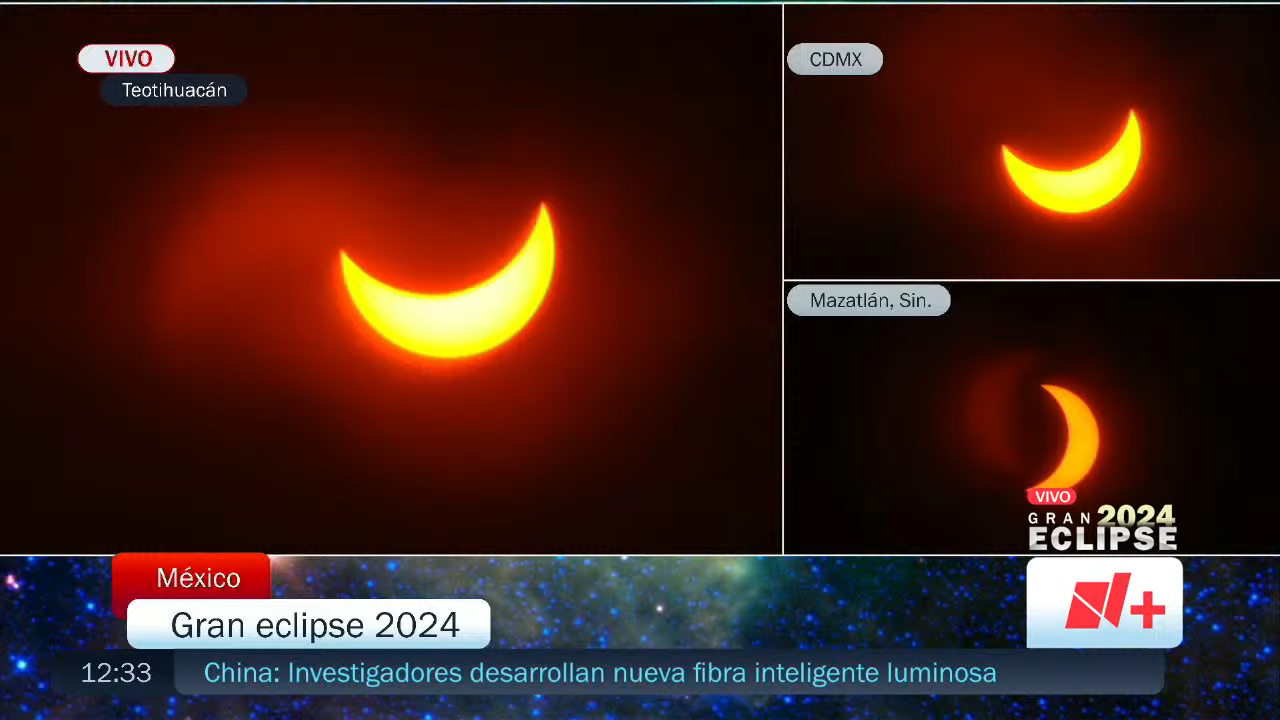 VIVO
Teotihuacán
CDMX
Mazatlán, Sin.
VIVO
GRAN 2024
ECLIPSE
México
Gran eclipse 2024
N+
12:33 China: Investigadores desarrollan nueva fibra inteligente luminosa